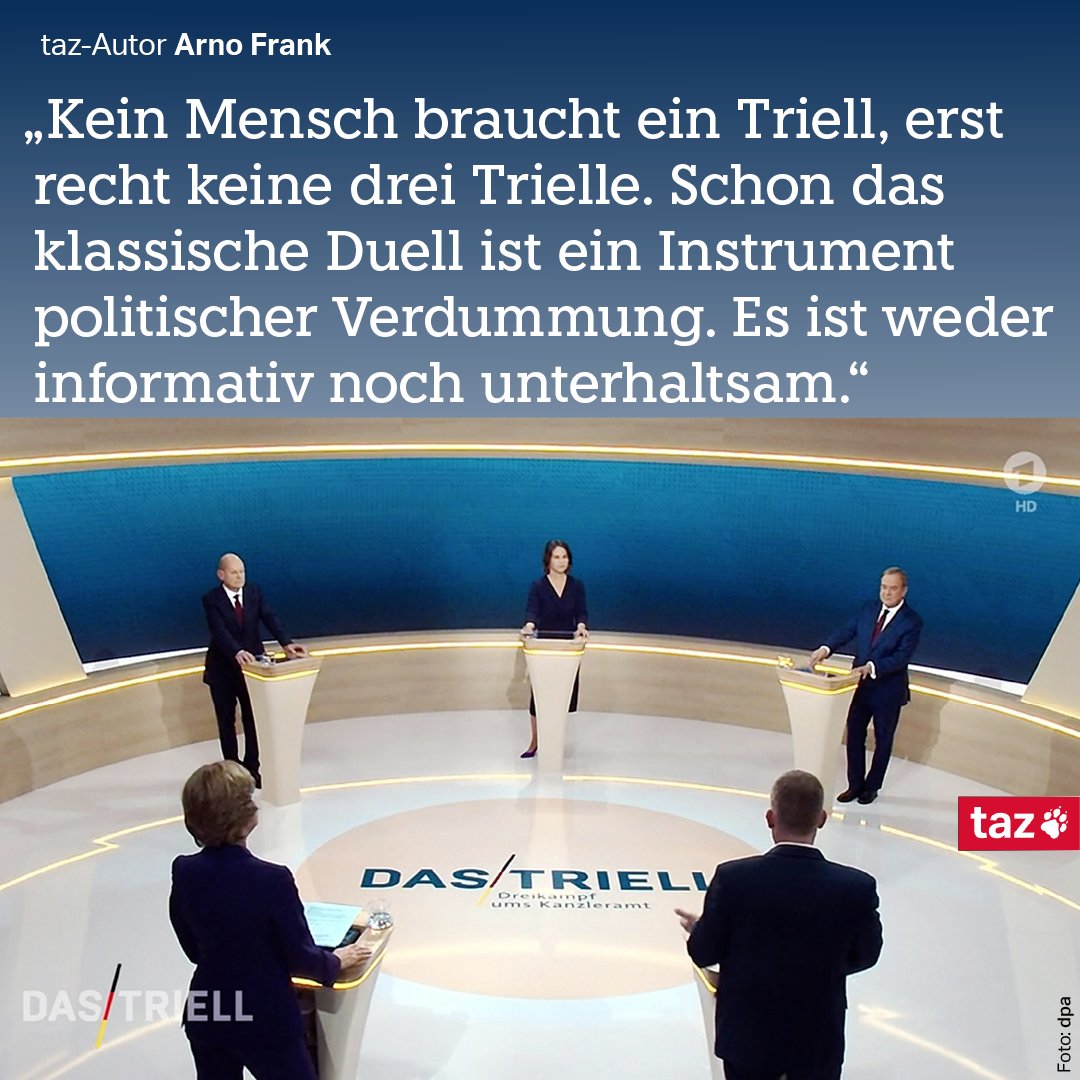 taz-Autor Arno Frank
„Kein Mensch braucht ein Triell, erst
recht keine drei Trielle. Schon das
klassische Duell ist ein Instrument
politischer Verdummung. Es ist weder
informativ noch unterhaltsam.“
HD
taz
DAS/TRIELL
Dreikampf
ums Kanzleramt
DAS/TRIELL
Foto: dpa